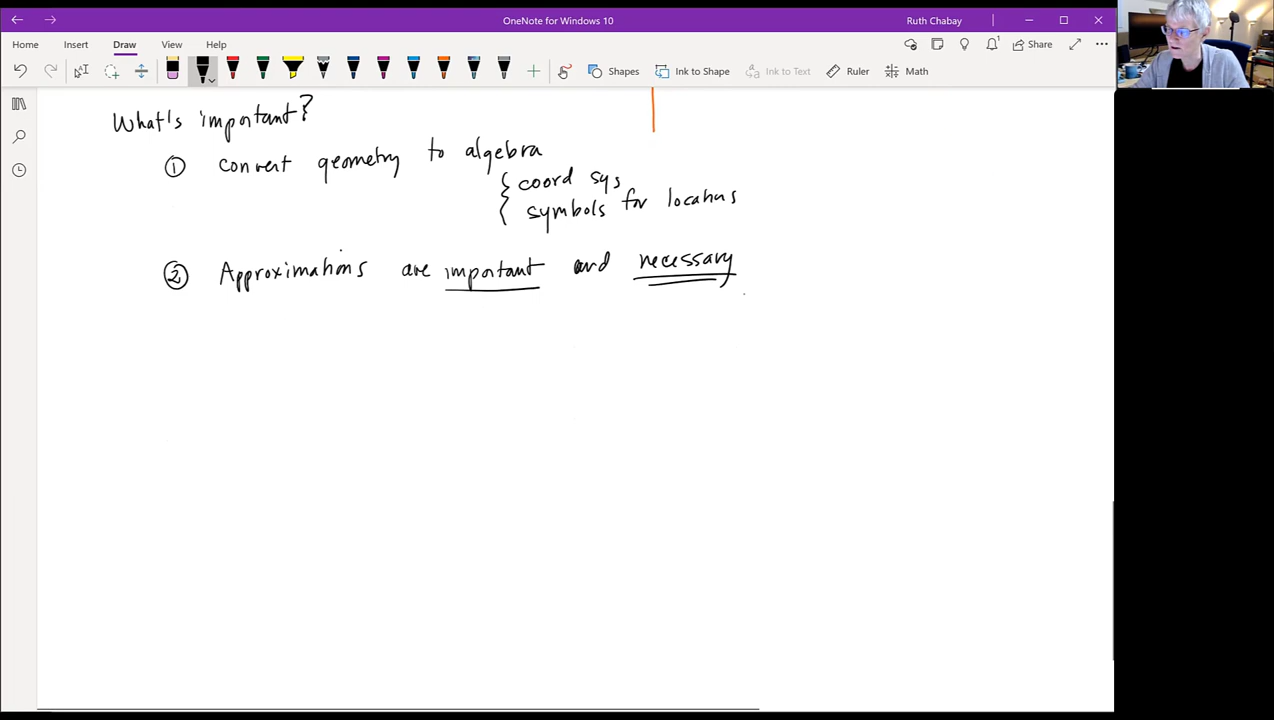 OneNote for Windows 10
Ruth Chabay
Home Insert Draw View Help
Share
Shapes Ink to Shape Ink to Text Ruler Math
What's important?
① convert geometry to algebra
coord sys
symbols for locations
② Approximations are important and necessary